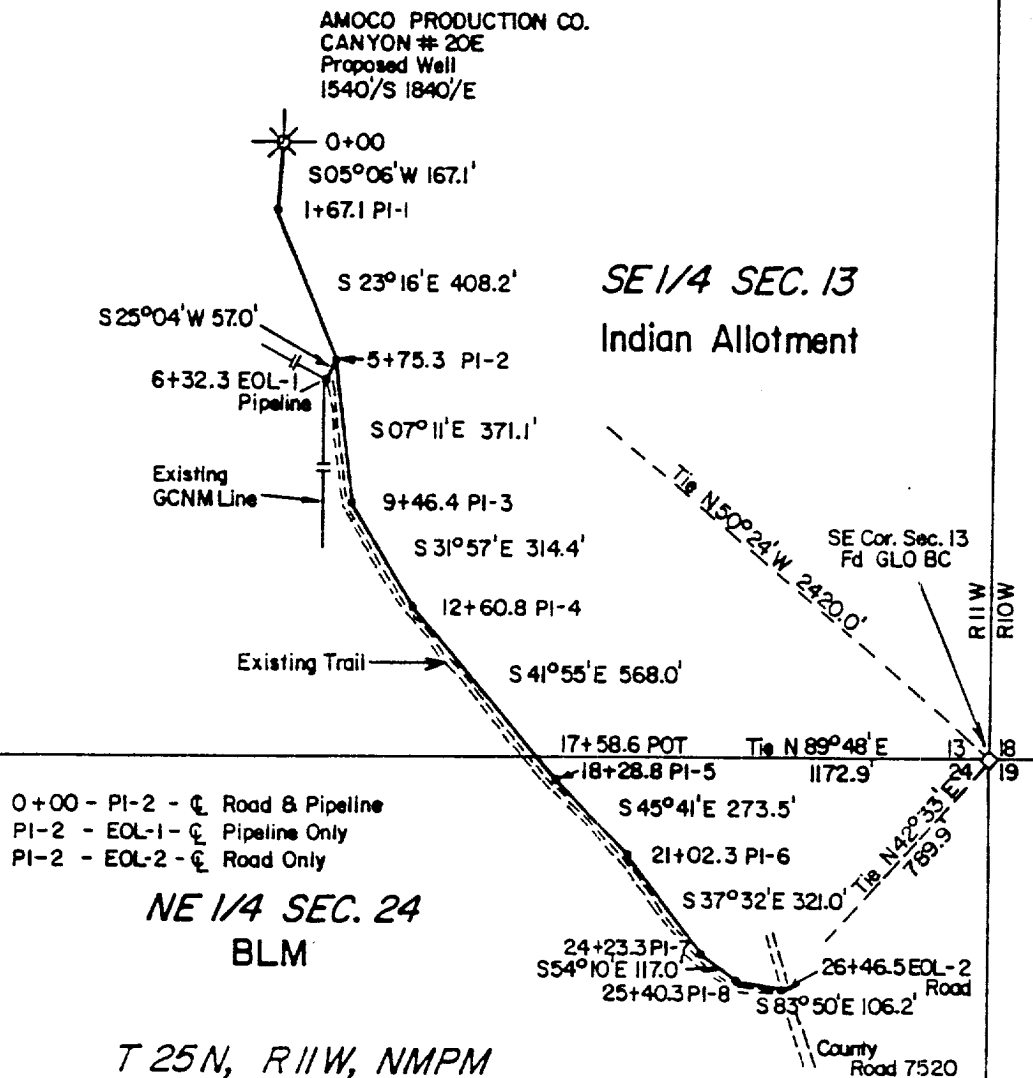 AMOCO PRODUCTION CO.
CANYON # 20E
Proposed Well
1540'/S 1840'/E
0+00
S05°06'W 167.1'
1+67.1 PI-1
S 23°16'E 408.2'
SE 1/4 SEC. 13
Indian Allotment
S 25°04'W 57.0'
5+75.3 PI-2
6+32.3 EOL-1
Pipeline
S 07°11'E 371.1'
Existing
GCNM Line
9+46.4 PI-3
Tie N 50°24'W 2420.0'
SE Cor. Sec. 13
Fd GLO BC
S 31°57'E 314.4'
R11W
R10W
12+60.8 PI-4
Existing Trail
S 41°55'E 568.0'
17+58.6 POT
Tie N 89°48'E
1172.9'
13
18
24
19
18+28.8 PI-5
0+00 - PI-2 - ℄ Road & Pipeline
PI-2 - EOL-1 - ℄ Pipeline Only
PI-2 - EOL-2 - ℄ Road Only
S 45°41'E 273.5'
Tie N 42°33'E
789.9'
21+02.3 PI-6
NE 1/4 SEC. 24
BLM
S 37°32'E 321.0'
24+23.3 PI-7
S54°10'E 117.0'
25+40.3 PI-8
26+46.5 EOL-2
Road
S 83°50'E 106.2'
County
Road 7520
T 25N, R11W, NMPM